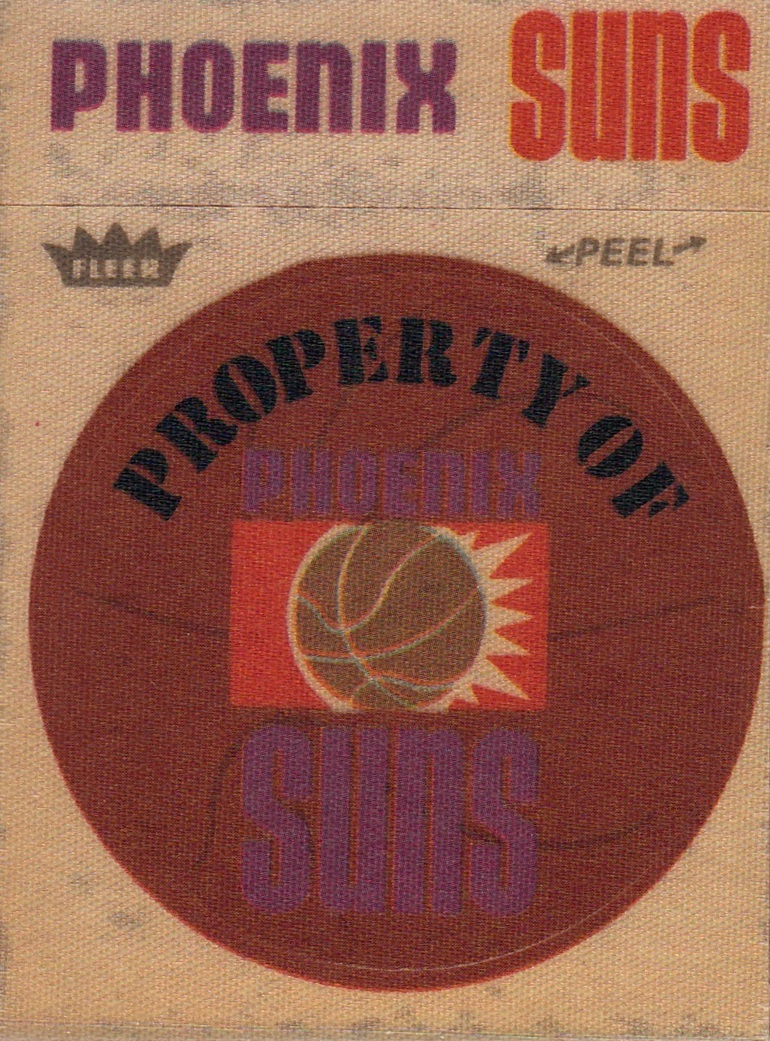 PHOENIX SUNS
FLEER
PEEL
PROPERTY OF
PHOENIX
SUNS